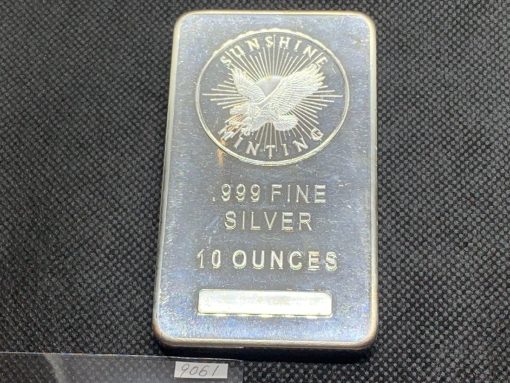 SUNSHINE
MINTING
.999 FINE
SILVER
10 OUNCES
9061